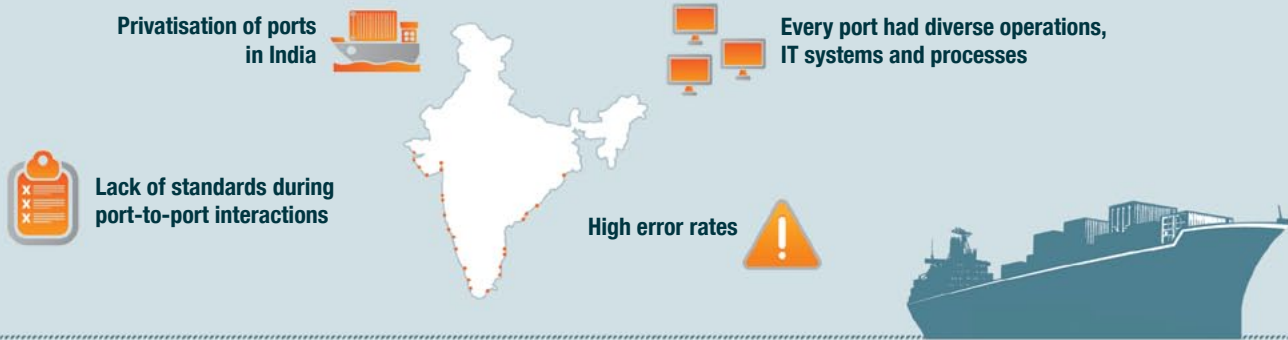 Privatisation of ports
in India
Every port had diverse operations,
IT systems and processes
Lack of standards during
port-to-port interactions
High error rates